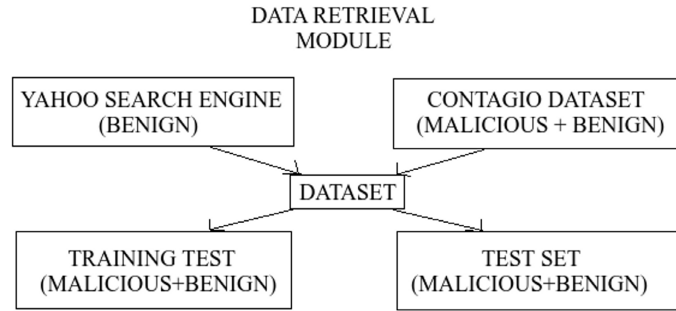 DATA RETRIEVAL
MODULE
YAHOO SEARCH ENGINE
(BENIGN)
CONTAGIO DATASET
(MALICIOUS + BENIGN)
DATASET
TRAINING TEST
(MALICIOUS+BENIGN)
TEST SET
(MALICIOUS+BENIGN)